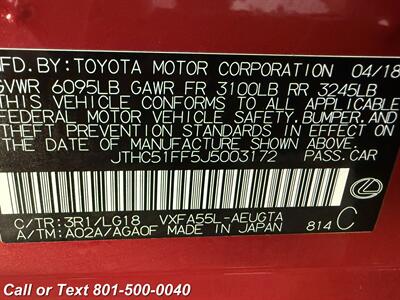 MFD.BY: TOYOTA MOTOR CORPORATION 04/18
GVWR 6095LB GAWR FR 3100LB RR 3245LB
THIS VEHICLE CONFORMS TO ALL APPLICABLE
FEDERAL MOTOR VEHICLE SAFETY, BUMPER, AND
THEFT PREVENTION STANDARDS IN EFFECT ON
THE DATE OF MANUFACTURE SHOWN ABOVE.
JTHC51FF5J5003172 PASS.CAR
C/TR:3R1/LG18 VXFA55L-AEUGTA
A/TM:A02A/AGA0F MADE IN JAPAN 814 C
Call or Text 801-500-0040